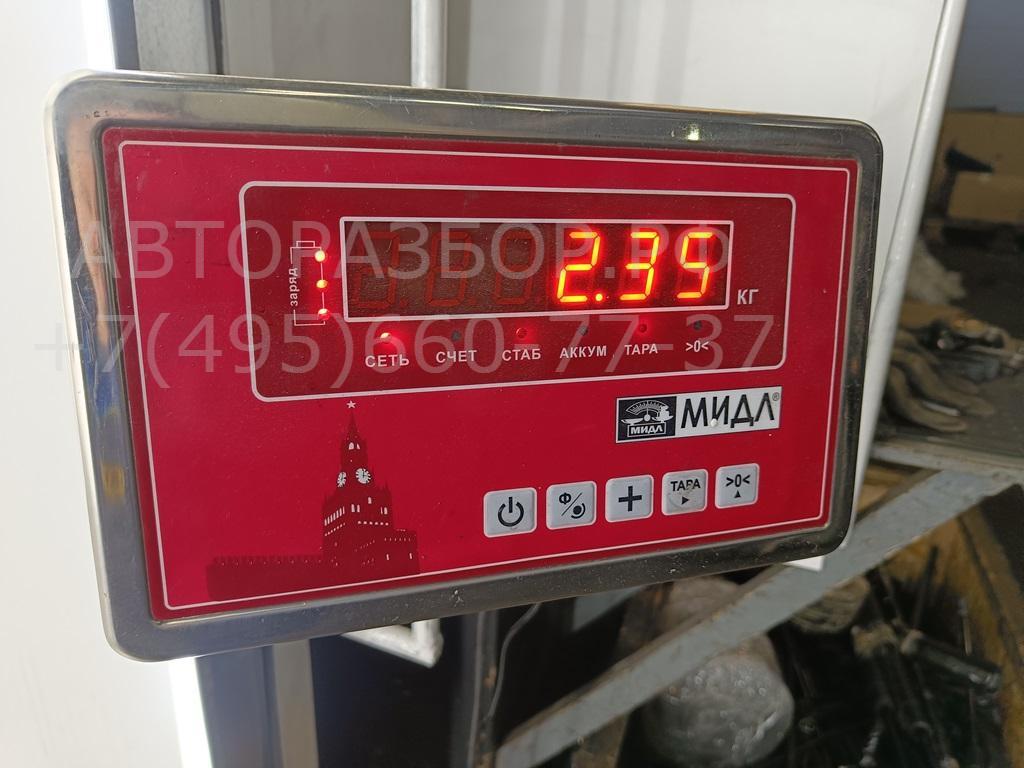 АВТОРАЗБОР.РФ
+7(495)660-77-37
заряд
2.35
КГ
СЕТЬ СЧЕТ СТАБ АККУМ ТАРА >0<
МИДЛ МИДЛ®
Ф + ТАРА >0<